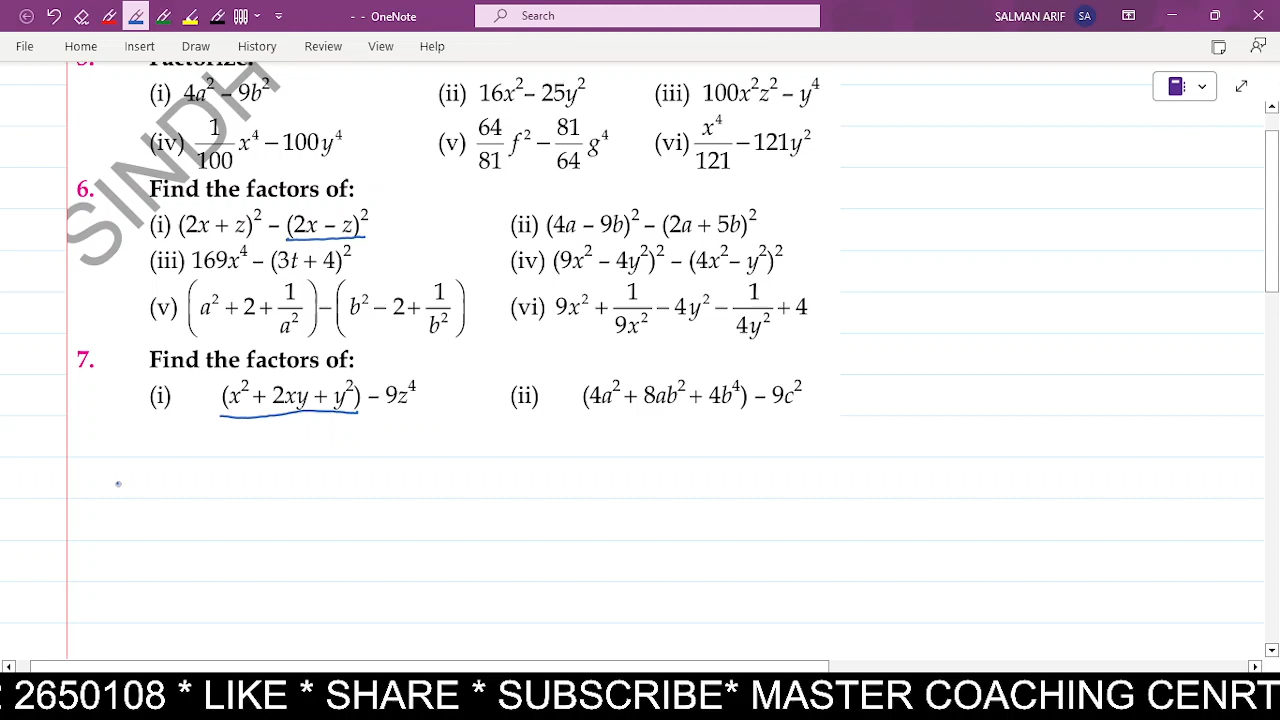 - - OneNote
Search
SALMAN ARIF SA
File Home Insert Draw History Review View Help
5. Factorize:
(i) 4a² – 9b² (ii) 16x² – 25y² (iii) 100x²z² – y⁴
(iv) 1/100 x⁴ – 100y⁴ (v) 64/81 f² – 81/64 g⁴ (vi) x⁴/121 – 121y²
6. Find the factors of:
(i) (2x + z)² – (2x – z)² (ii) (4a – 9b)² – (2a + 5b)²
(iii) 169x⁴ – (3t + 4)² (iv) (9x² – 4y²)² – (4x² – y²)²
(v) (a² + 2 + 1/a²) – (b² – 2 + 1/b²) (vi) 9x² + 1/9x² – 4y² – 1/4y² + 4
7. Find the factors of:
(i) (x² + 2xy + y²) – 9z⁴ (ii) (4a² + 8ab² + 4b⁴) – 9c²
SINDH
2650108 * LIKE * SHARE * SUBSCRIBE* MASTER COACHING CENRT